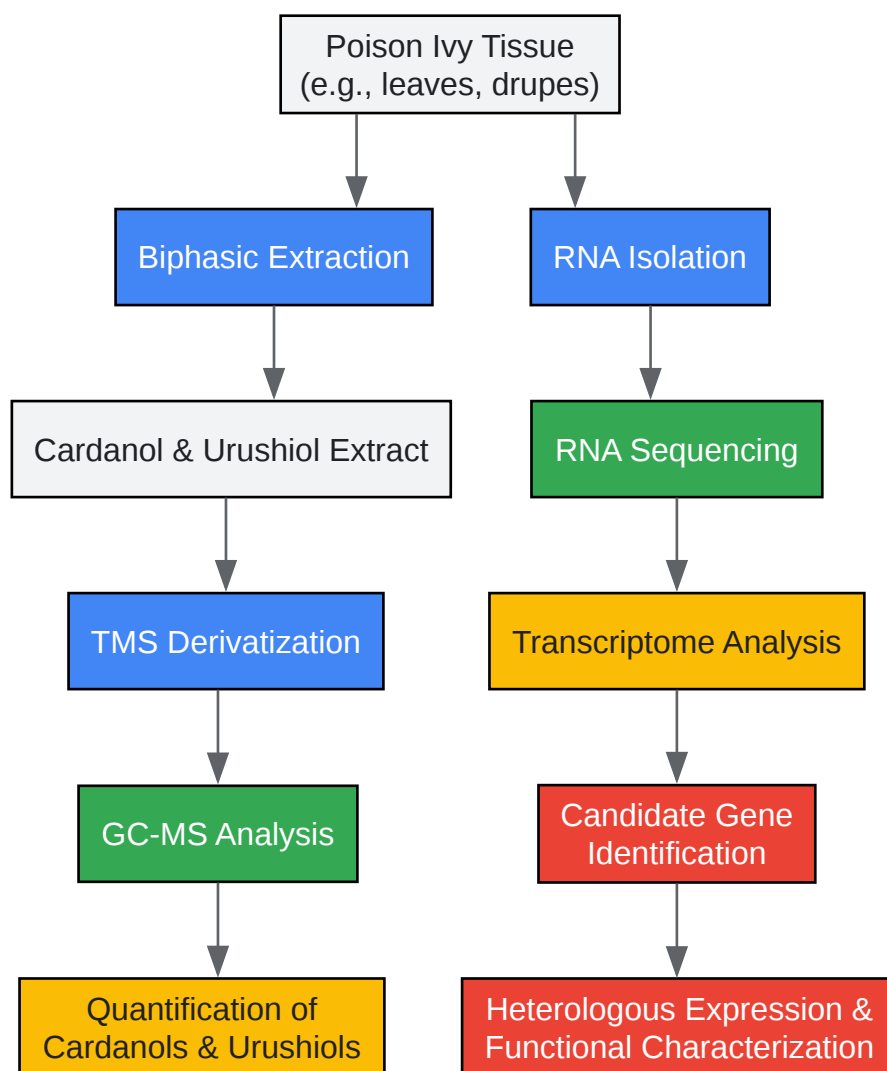 Poison Ivy Tissue
(e.g., leaves, drupes)
Biphasic Extraction
RNA Isolation
Cardanol & Urushiol Extract
RNA Sequencing
TMS Derivatization
Transcriptome Analysis
GC-MS Analysis
Candidate Gene
Identification
Quantification of
Cardanols & Urushiols
Heterologous Expression &
Functional Characterization